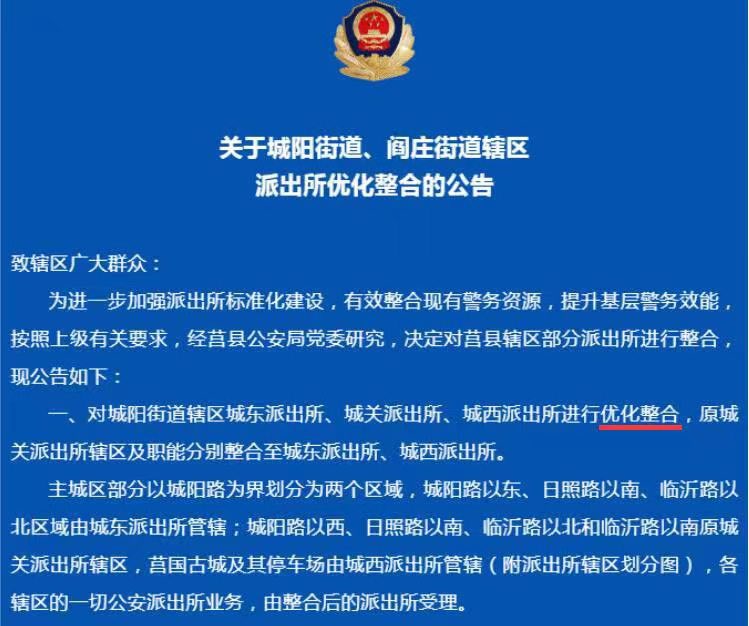 关于城阳街道、阎庄街道辖区
派出所优化整合的公告
致辖区广大群众：
为进一步加强派出所标准化建设，有效整合现有警务资源，提升基层警务效能，
按照上级有关要求，经莒县公安局党委研究，决定对莒县辖区部分派出所进行整合，
现公告如下：
一、对城阳街道辖区城东派出所、城关派出所、城西派出所进行优化整合，原城
关派出所辖区及职能分别整合至城东派出所、城西派出所。
主城区部分以城阳路为界划分为两个区域，城阳路以东、日照路以南、临沂路以
北区域由城东派出所管辖；城阳路以西、日照路以南、临沂路以北和临沂路以南原城
关派出所辖区，莒国古城及其停车场由城西派出所管辖（附派出所辖区划分图），各
辖区的一切公安派出所业务，由整合后的派出所受理。